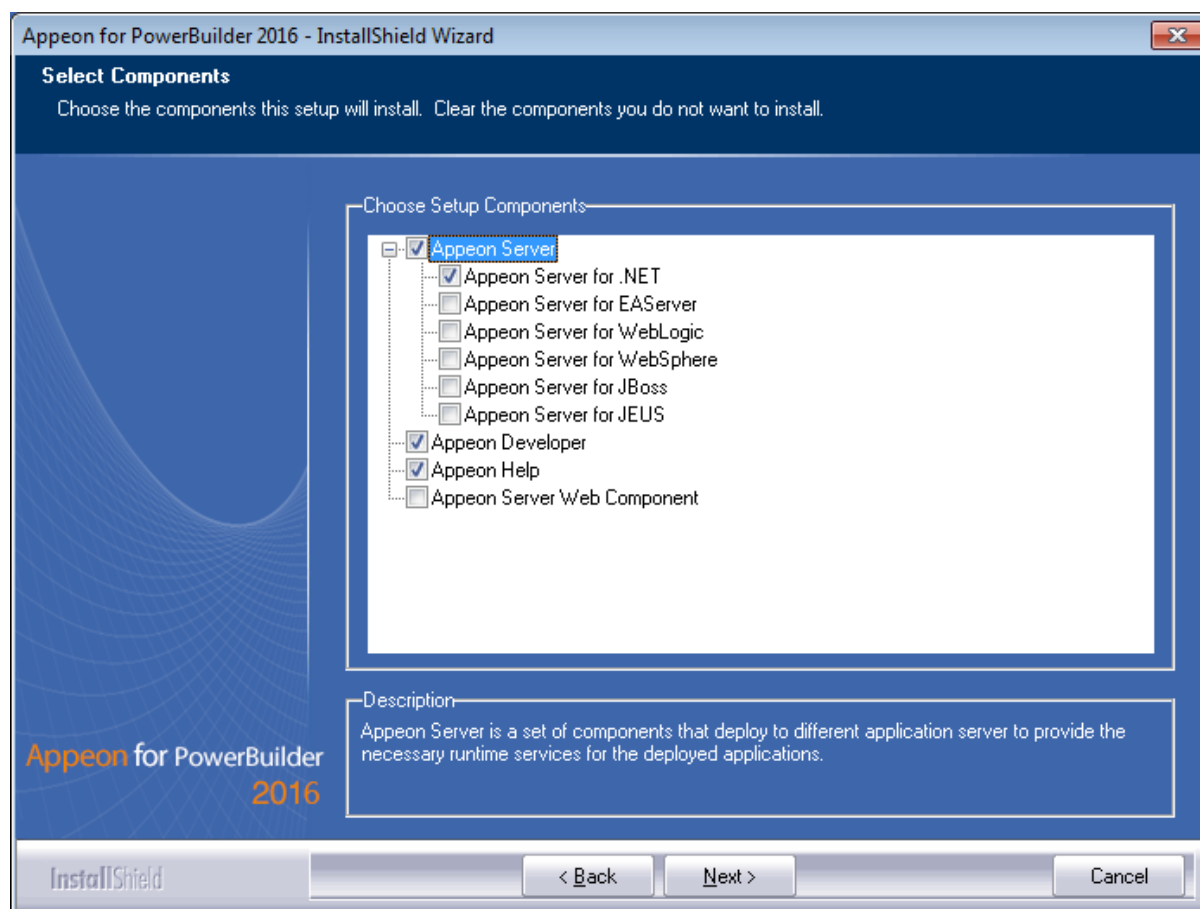 Appeon for PowerBuilder 2016 - InstallShield Wizard
Select Components
Choose the components this setup will install. Clear the components you do not want to install.
Choose Setup Components
Appeon Server
Appeon Server for .NET
Appeon Server for EAServer
Appeon Server for WebLogic
Appeon Server for WebSphere
Appeon Server for JBoss
Appeon Server for JEUS
Appeon Developer
Appeon Help
Appeon Server Web Component
Description
Appeon Server is a set of components that deploy to different application server to provide the
necessary runtime services for the deployed applications.
Appeon for PowerBuilder
2016
InstallShield
< Back
Next >
Cancel